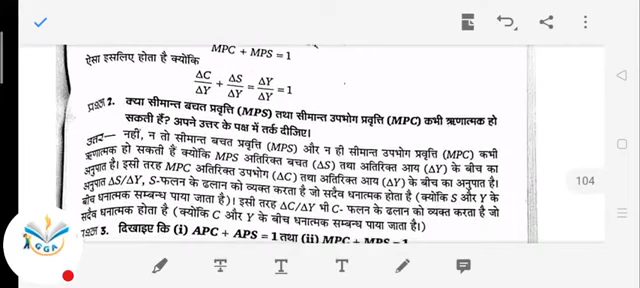 MPC + MPS = 1
ऐसा इसलिए होता है क्योंकि
ΔC/ΔY + ΔS/ΔY = ΔY/ΔY = 1
प्रश्न 2. क्या सीमान्त बचत प्रवृत्ति (MPS) तथा सीमान्त उपभोग प्रवृत्ति (MPC) कभी ऋणात्मक हो
सकती हैं? अपने उत्तर के पक्ष में तर्क दीजिए।
उत्तर— नहीं, न तो सीमान्त बचत प्रवृत्ति (MPS) और न ही सीमान्त उपभोग प्रवृत्ति (MPC) कभी
ऋणात्मक हो सकती हैं क्योंकि MPS अतिरिक्त बचत (ΔS) तथा अतिरिक्त आय (ΔY) के बीच का
अनुपात है। इसी तरह MPC अतिरिक्त उपभोग (ΔC) तथा अतिरिक्त आय (ΔY) के बीच का अनुपात है।
अनुपात ΔS/ΔY, S-फलन के ढलान को व्यक्त करता है जो सदैव धनात्मक होता है (क्योंकि S और Y के
बीच धनात्मक सम्बन्ध पाया जाता है)। इसी तरह ΔC/ΔY भी C- फलन के ढलान को व्यक्त करता है जो
सदैव धनात्मक होता है (क्योंकि C और Y के बीच धनात्मक सम्बन्ध पाया जाता है।)
प्रश्न 3. दिखाइए कि (i) APC + APS = 1 तथा (ii) MPC + MPS = 1
104
GGA